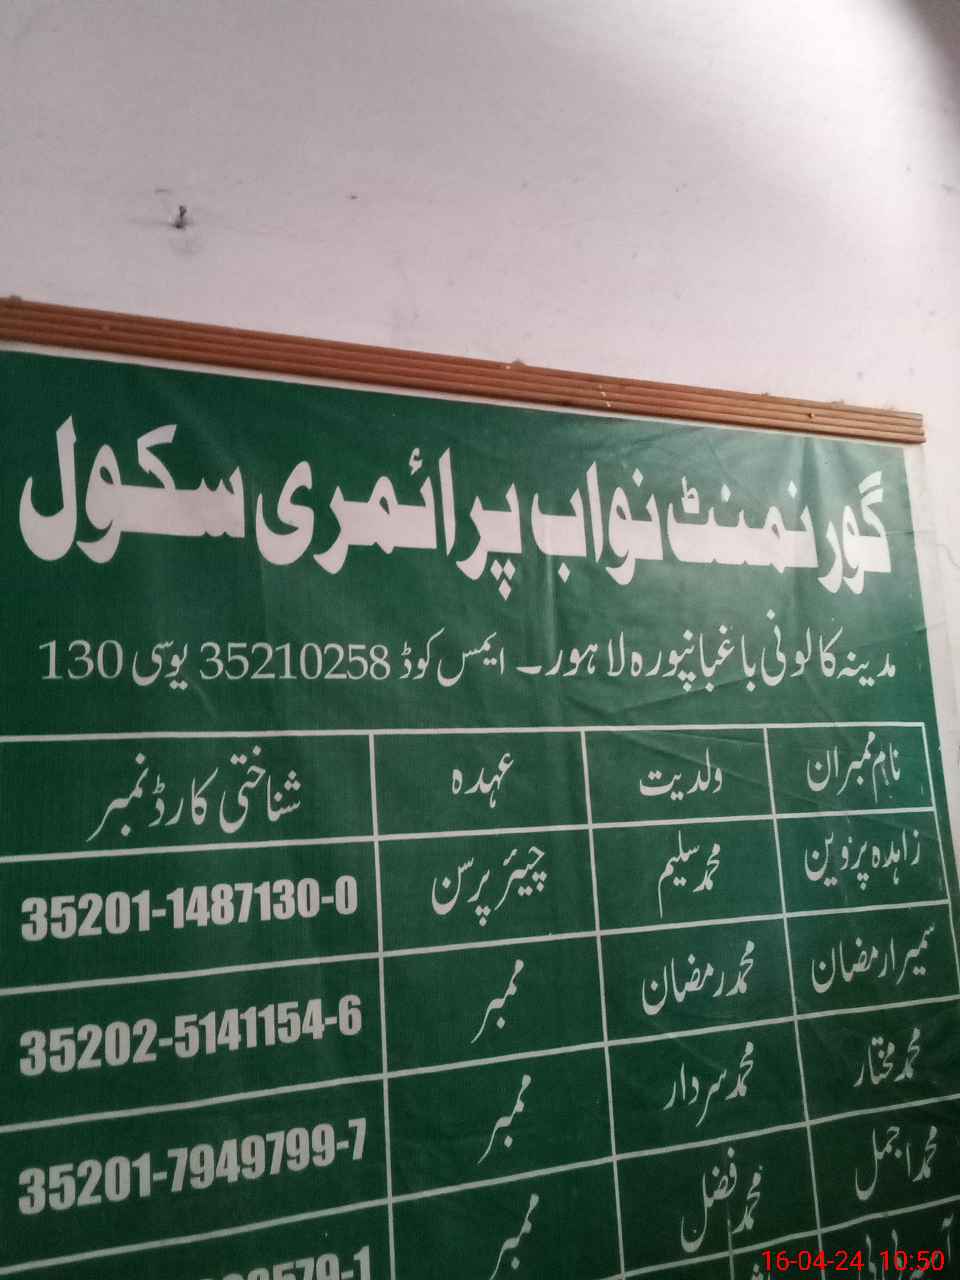 گورنمنٹ نواب پرائمری سکول
مدینہ کالونی باغبانپورہ لاہور۔ ایمس کوڈ 35210258 یوسی 130
نام ممبران ولدیت عہدہ شناختی کارڈ نمبر
زاہدہ پروین محمد سلیم چیئر پرسن 35201-1487130-0
سمیرا رمضان محمد رمضان ممبر 35202-5141154-6
محمد مختار محمد سردار ممبر 35201-7949799-7
محمد اجمل محمد فضل ممبر
16-04-24 10:50